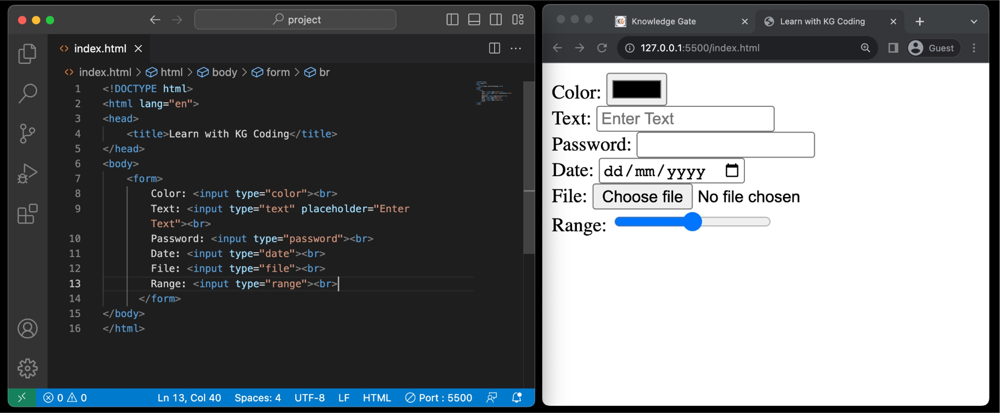 project
index.html
index.html > html > body > form > br
1 <!DOCTYPE html>
2 <html lang="en">
3 <head>
4 <title>Learn with KG Coding</title>
5 </head>
6 <body>
7 <form>
8 Color: <input type="color"><br>
9 Text: <input type="text" placeholder="Enter
Text"><br>
10 Password: <input type="password"><br>
11 Date: <input type="date"><br>
12 File: <input type="file"><br>
13 Range: <input type="range"><br>
14 </form>
15 </body>
16 </html>
0 0 Ln 13, Col 40 Spaces: 4 UTF-8 LF HTML Port : 5500
KG Knowledge Gate Learn with KG Coding
127.0.0.1:5500/index.html Guest
Color:
Text: Enter Text
Password:
Date: dd/mm/yyyy
File: Choose file No file chosen
Range: